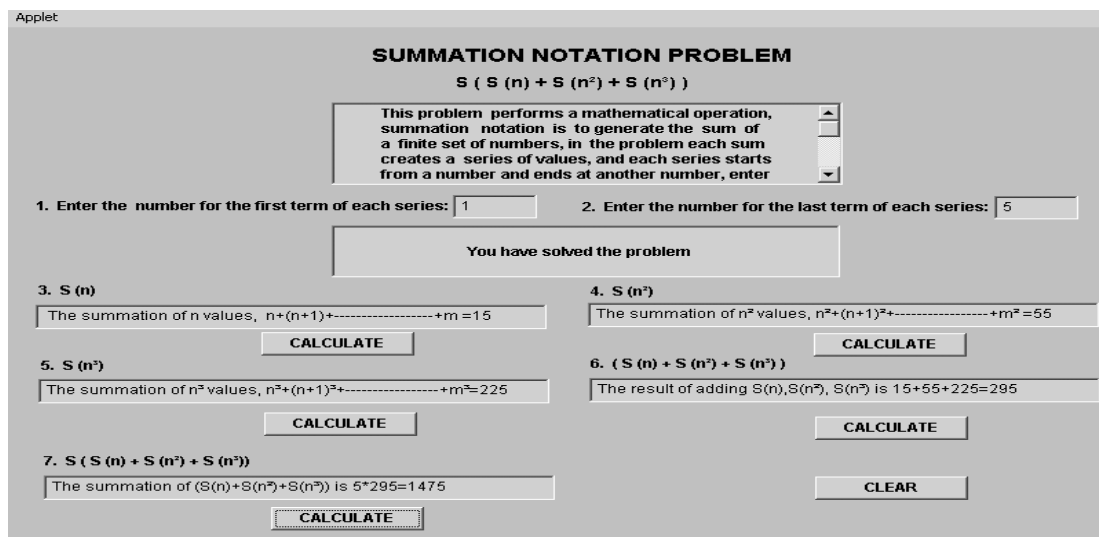 Applet
SUMMATION NOTATION PROBLEM
S ( S (n) + S (n²) + S (n³) )
This problem performs a mathematical operation,
summation notation is to generate the sum of
a finite set of numbers, in the problem each sum
creates a series of values, and each series starts
from a number and ends at another number, enter
1. Enter the number for the first term of each series: 1
2. Enter the number for the last term of each series: 5
You have solved the problem
3. S (n)
The summation of n values, n+(n+1)+------------------+m =15
CALCULATE
4. S (n²)
The summation of n² values, n²+(n+1)²+-----------------+m² =55
CALCULATE
5. S (n³)
The summation of n³ values, n³+(n+1)³+-----------------+m³=225
CALCULATE
6. ( S (n) + S (n²) + S (n³) )
The result of adding S(n),S(n²), S(n³) is 15+55+225=295
CALCULATE
7. S ( S (n) + S (n²) + S (n³))
The summation of (S(n)+S(n²)+S(n³)) is 5*295=1475
CALCULATE
CLEAR